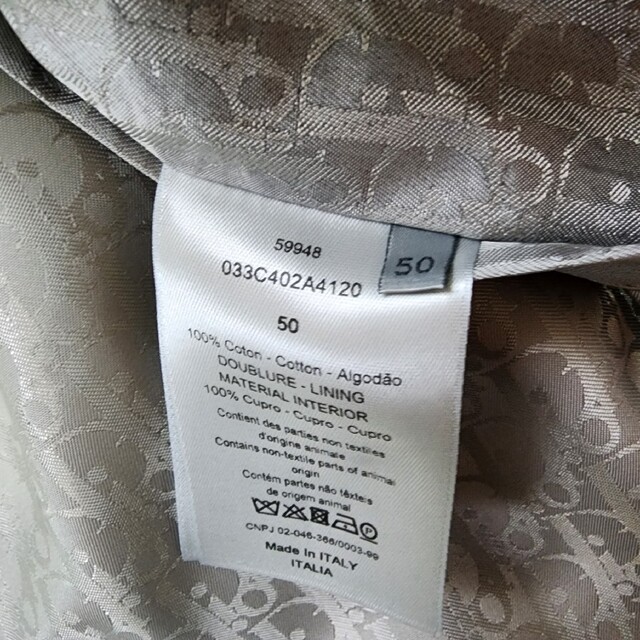 59948
033C402A4120
50
50
100% Coton - Cotton - Algodão
DOUBLURE - LINING
MATERIAL INTERIOR
100% Cupro - Cupro - Cupro
Contient des parties non textiles
d'origine animale
Contains non-textile parts of animal
origin
Contém partes não têxteis
de origem animal
CNPJ 02-046-366/0003-99
Made In ITALY
ITALIA